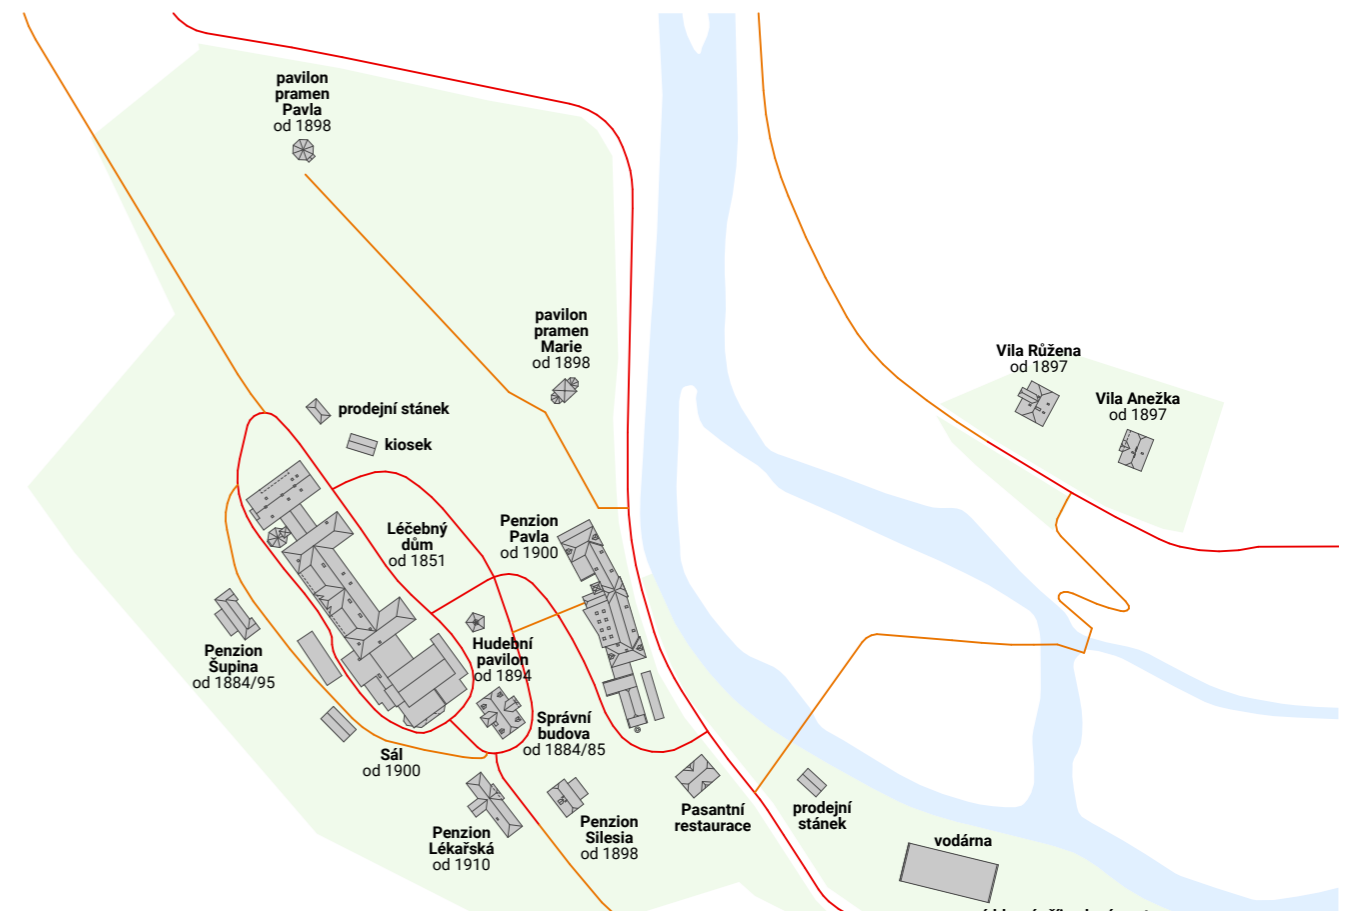 pavilon
pramen
Pavla
od 1898
pavilon
pramen
Marie
od 1898
Vila Růžena
od 1897
Vila Anežka
od 1897
prodejní stánek
kiosek
Léčebný
dům
od 1851
Penzion
Pavla
od 1900
Hudební
pavilon
od 1894
Penzion
Šupina
od 1884/95
Správní
budova
od 1884/85
Sál
od 1900
Penzion
Lékařská
od 1910
Penzion
Silesia
od 1898
Pasantní
restaurace
prodejní
stánek
vodárna